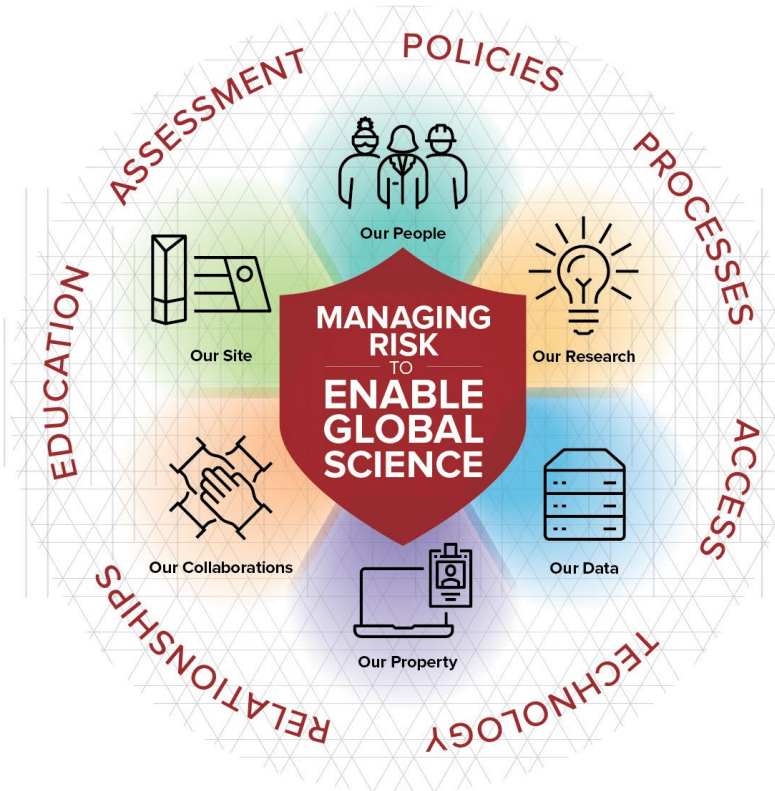 POLICIES
PROCESSES
ACCESS
TECHNOLOGY
RELATIONSHIPS
EDUCATION
ASSESSMENT
Our People
Our Research
Our Data
Our Property
Our Collaborations
Our Site
MANAGING
RISK
TO
ENABLE
GLOBAL
SCIENCE